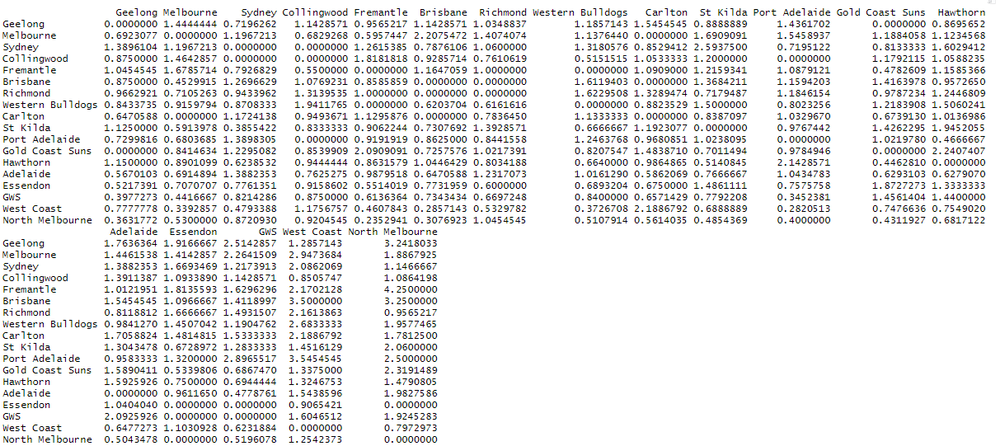 Geelong Melbourne Sydney Collingwood Fremantle Brisbane Richmond Western Bulldogs Carlton St Kilda Port Adelaide Gold Coast Suns Hawthorn
Geelong 0.0000000 1.4444444 0.7196262 1.1428571 0.9565217 1.1428571 1.0348837 1.1857143 1.5454545 0.8888889 1.4361702 0.0000000 0.8695652
Melbourne 0.6923077 0.0000000 1.1967213 0.6829268 0.5957447 2.2075472 1.4074074 1.1376440 0.0000000 1.6909091 1.5458937 1.1884058 1.1234568
Sydney 1.3896104 1.1967213 0.0000000 0.0000000 1.2615385 0.7876106 1.0600000 1.3180576 0.8529412 2.5937500 0.7195122 0.8133333 1.6029412
Collingwood 0.8750000 1.4642857 0.0000000 0.0000000 1.8181818 0.9285714 0.7610619 0.5151515 1.0533333 1.2000000 0.0000000 1.1792115 1.0588235
Fremantle 1.0454545 1.6785714 0.7926829 0.5500000 0.0000000 1.1647059 1.0000000 0.0000000 1.0909000 1.2159341 1.0879121 0.4782609 1.1585366
Brisbane 0.8750000 0.4529915 1.2696629 1.0769231 0.8585859 0.0000000 0.0000000 1.6119403 0.0000000 1.3684211 1.1594203 1.4163978 0.9572650
Richmond 0.9662921 0.7105263 0.9433962 1.3139535 1.0000000 0.0000000 0.0000000 1.6229508 1.3289474 0.7179487 1.1846154 0.9787234 1.2446809
Western Bulldogs 0.8433735 0.9159794 0.8708333 1.9411765 0.0000000 0.6203704 0.6161616 0.0000000 0.8823529 1.5000000 0.8023256 1.2183908 1.5060241
Carlton 0.6470588 0.0000000 1.1724138 0.9493671 1.1295876 0.0000000 0.7836450 1.1333333 0.0000000 0.8387097 1.0329670 0.6739130 1.0136986
St Kilda 1.1250000 0.5913978 0.3855422 0.8333333 0.9062244 0.7307692 1.3928571 0.6666667 1.1923077 0.0000000 0.9767442 1.4262295 1.9452055
Port Adelaide 0.7299816 0.6803685 1.3898305 0.0000000 0.9191919 0.8625000 0.8441558 1.2463768 0.9680851 1.0238095 0.0000000 1.0219780 0.4666667
Gold Coast Suns 0.0000000 0.8414634 1.2295082 0.8539909 2.0909091 0.7257576 1.0217391 0.8207547 1.4838710 0.7011494 0.9784946 0.0000000 2.2407407
Hawthorn 1.1500000 0.8901099 0.6238532 0.9444444 0.8631579 1.0446429 0.8034188 0.6640000 0.9864865 0.5140845 2.1428571 0.4462810 0.0000000
Adelaide 0.5670103 0.6914894 1.3882353 0.7625275 0.9879518 0.6470588 1.2317073 1.0161290 0.5862069 0.7666667 1.0434783 0.6293103 0.6279070
Essendon 0.5217391 0.7070707 0.7761351 0.9158602 0.5514019 0.7731959 0.6000000 0.6893204 0.6750000 1.4861111 0.7575758 1.8727273 1.3333333
GWS 0.3977273 0.4416667 0.8214286 0.8750000 0.6136364 0.7343434 0.6697248 0.8400000 0.6571429 0.7792208 0.3452381 1.4561404 1.4400000
West Coast 0.7777778 0.3392857 0.4793388 1.1756757 0.4607843 0.2857143 0.5329782 0.3726708 2.1886792 0.6888889 0.2820513 0.7476636 0.7549020
North Melbourne 0.3631772 0.5300000 0.8720930 0.9204545 0.2352941 0.3076923 1.0454545 0.5107914 0.5614035 0.4854369 0.4000000 0.4311927 0.6817122
Adelaide Essendon GWS West Coast North Melbourne
Geelong 1.7636364 1.9166667 2.5142857 1.2857143 3.2418033
Melbourne 1.4461538 1.4142857 2.2641509 2.9473684 1.8867925
Sydney 1.3882353 1.6693469 1.2173913 2.0862069 1.1466667
Collingwood 1.3911387 1.0933890 1.1428571 0.8505747 1.0864198
Fremantle 1.0121951 1.8135593 1.6296296 2.1702128 4.2500000
Brisbane 1.5454545 1.0966667 1.4118997 3.5000000 3.2500000
Richmond 0.8118812 1.6666667 1.4931507 2.1613863 0.9565217
Western Bulldogs 0.9841270 1.4507042 1.1904762 2.6833333 1.9577465
Carlton 1.7058824 1.4814815 1.5333333 2.1886792 1.7812500
St Kilda 1.3043478 0.6728972 1.2833333 1.4516129 2.0600000
Port Adelaide 0.9583333 1.3200000 2.8965517 3.5454545 2.5000000
Gold Coast Suns 1.5890411 0.5339806 0.6867470 1.3375000 2.3191489
Hawthorn 1.5925926 0.7500000 0.6944444 1.3246753 1.4790805
Adelaide 0.0000000 0.9611650 0.4778761 1.5438596 1.9827586
Essendon 1.0404040 0.0000000 0.0000000 0.9065421 0.0000000
GWS 2.0925926 0.0000000 0.0000000 1.6046512 1.9245283
West Coast 0.6477273 1.1030928 0.6231884 0.0000000 0.7972973
North Melbourne 0.5043478 0.0000000 0.5196078 1.2542373 0.0000000